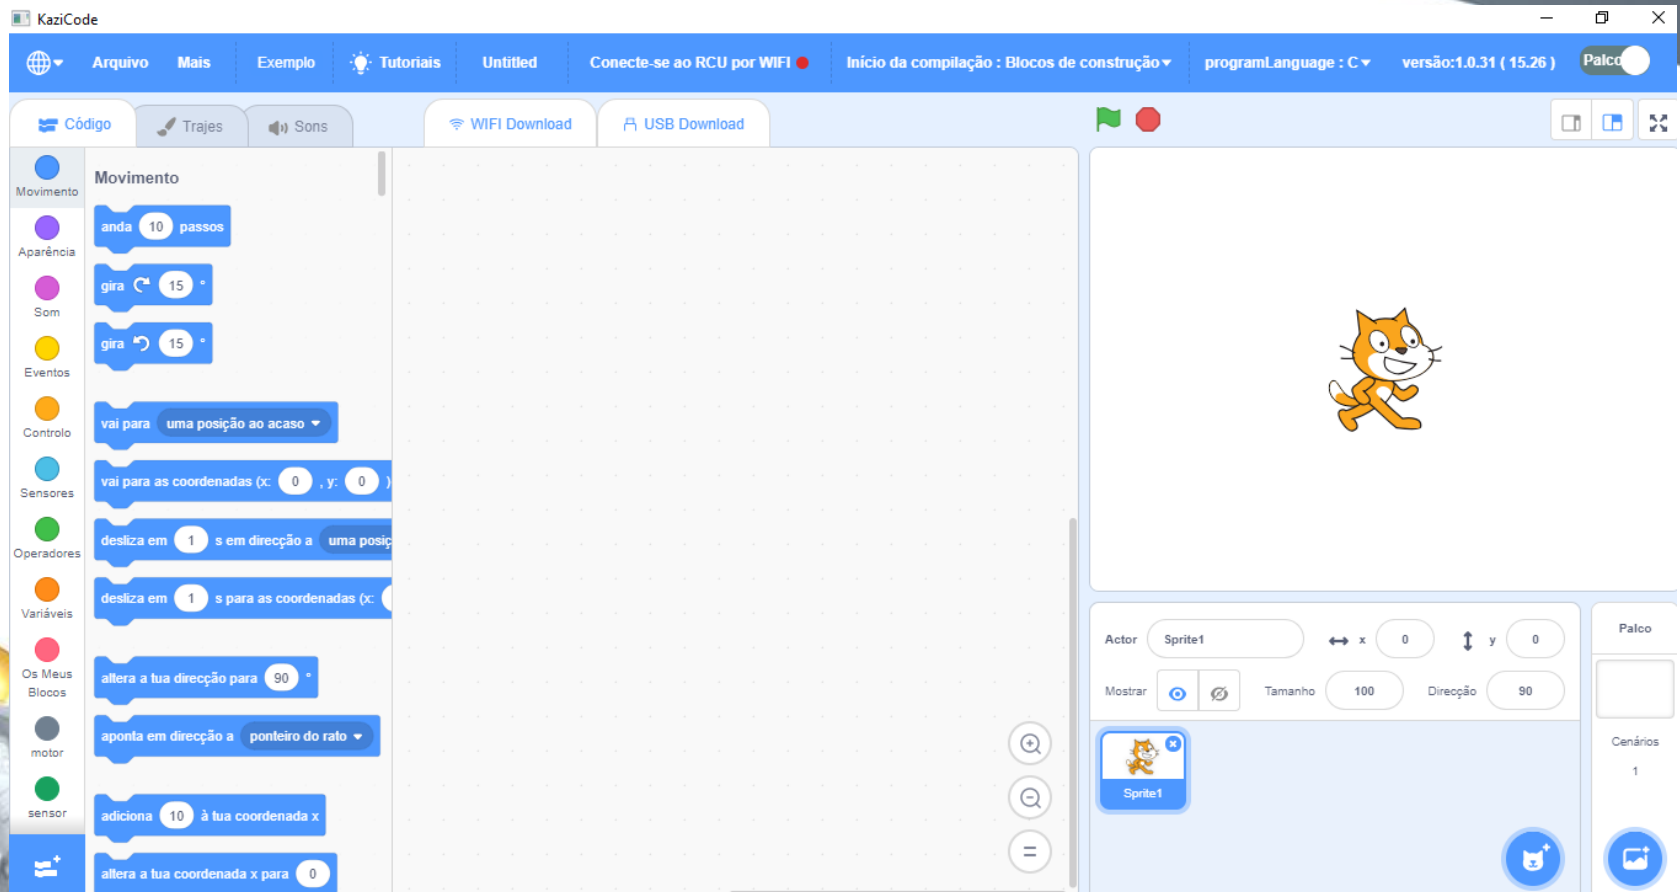 KaziCode
Arquivo Mais Exemplo Tutoriais Untitled Conecte-se ao RCU por WIFI Início da compilação : Blocos de construção programLanguage : C versão:1.0.31 ( 15.26 ) Palco
Código Trajes Sons WIFI Download USB Download
Movimento
Aparência
Som
Eventos
Controlo
Sensores
Operadores
Variáveis
Os Meus
Blocos
motor
sensor
Movimento
anda 10 passos
gira 15 °
gira 15 °
vai para uma posição ao acaso
vai para as coordenadas (x: 0 , y: 0 )
desliza em 1 s em direcção a uma posiç
desliza em 1 s para as coordenadas (x:
altera a tua direcção para 90 °
aponta em direcção a ponteiro do rato
adiciona 10 à tua coordenada x
altera a tua coordenada x para 0
Actor Sprite1 x 0 y 0
Mostrar Tamanho 100 Direcção 90
Sprite1
Palco
Cenários
1